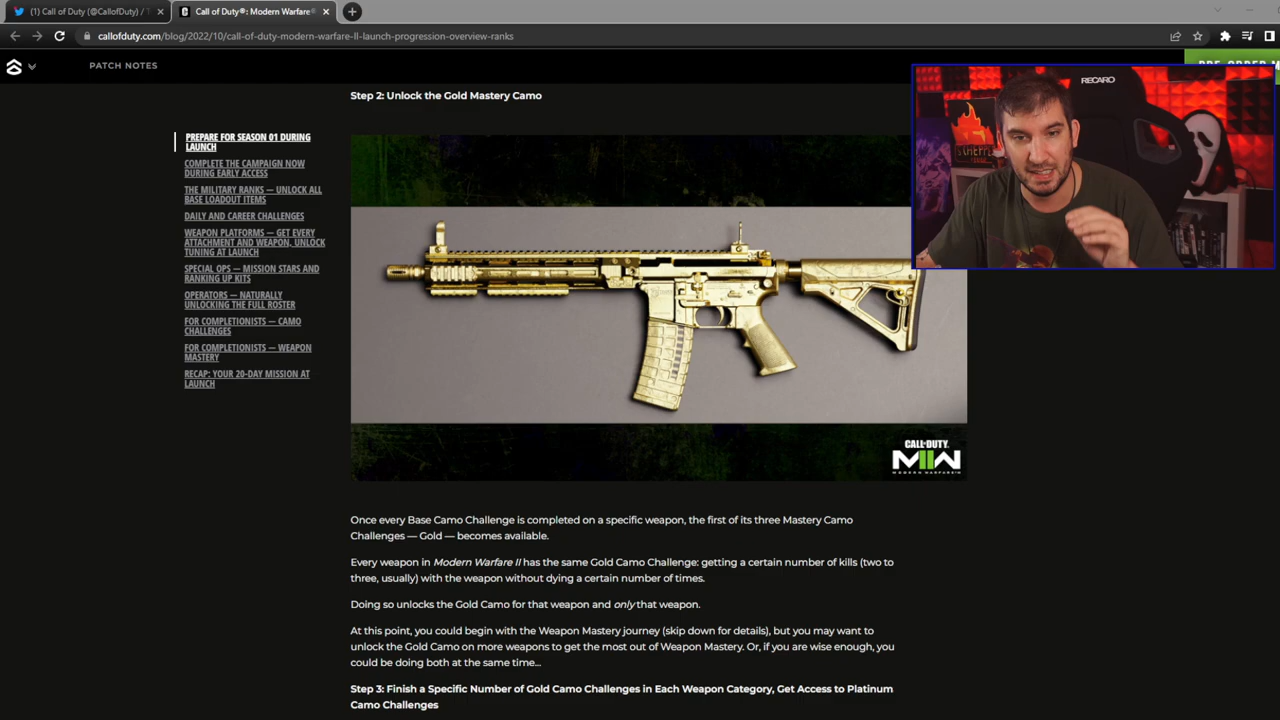 (1) Call of Duty (@CallofDuty) / T
Call of Duty®: Modern Warfare®
callofduty.com/blog/2022/10/call-of-duty-modern-warfare-ll-launch-progression-overview-ranks
PATCH NOTES
PRE-ORDER
RECARO
Step 2: Unlock the Gold Mastery Camo
PREPARE FOR SEASON 01 DURING
LAUNCH
COMPLETE THE CAMPAIGN NOW
DURING EARLY ACCESS
THE MILITARY RANKS — UNLOCK ALL
BASE LOADOUT ITEMS
DAILY AND CAREER CHALLENGES
WEAPON PLATFORMS — GET EVERY
ATTACHMENT AND WEAPON, UNLOCK
TUNING AT LAUNCH
SPECIAL OPS — MISSION STARS AND
RANKING UP KITS
OPERATORS — NATURALLY
UNLOCKING THE FULL ROSTER
FOR COMPLETIONISTS — CAMO
CHALLENGES
FOR COMPLETIONISTS — WEAPON
MASTERY
RECAP: YOUR 20-DAY MISSION AT
LAUNCH
CALL OF DUTY
MWII
MODERN WARFARE II
Once every Base Camo Challenge is completed on a specific weapon, the first of its three Mastery Camo
Challenges — Gold — becomes available.
Every weapon in Modern Warfare II has the same Gold Camo Challenge: getting a certain number of kills (two to
three, usually) with the weapon without dying a certain number of times.
Doing so unlocks the Gold Camo for that weapon and only that weapon.
At this point, you could begin with the Weapon Mastery journey (skip down for details), but you may want to
unlock the Gold Camo on more weapons to get the most out of Weapon Mastery. Or, if you are wise enough, you
could be doing both at the same time...
Step 3: Finish a Specific Number of Gold Camo Challenges in Each Weapon Category, Get Access to Platinum
Camo Challenges